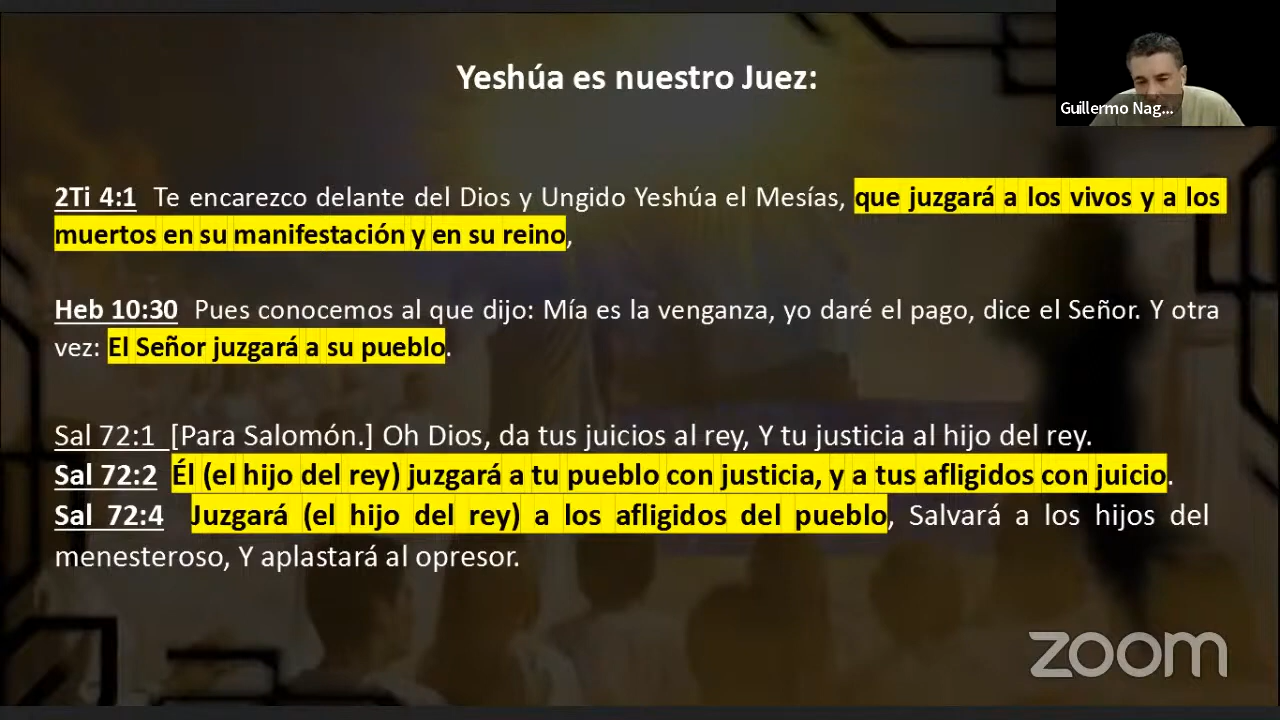 Yeshúa es nuestro Juez:
Guillermo Nag...
2Ti 4:1 Te encarezco delante del Dios y Ungido Yeshúa el Mesías, que juzgará a los vivos y a los
muertos en su manifestación y en su reino,
Heb 10:30 Pues conocemos al que dijo: Mía es la venganza, yo daré el pago, dice el Señor. Y otra
vez: El Señor juzgará a su pueblo.
Sal 72:1 [Para Salomón.] Oh Dios, da tus juicios al rey, Y tu justicia al hijo del rey.
Sal 72:2 Él (el hijo del rey) juzgará a tu pueblo con justicia, y a tus afligidos con juicio.
Sal 72:4 Juzgará (el hijo del rey) a los afligidos del pueblo, Salvará a los hijos del
menesteroso, Y aplastará al opresor.
zoom